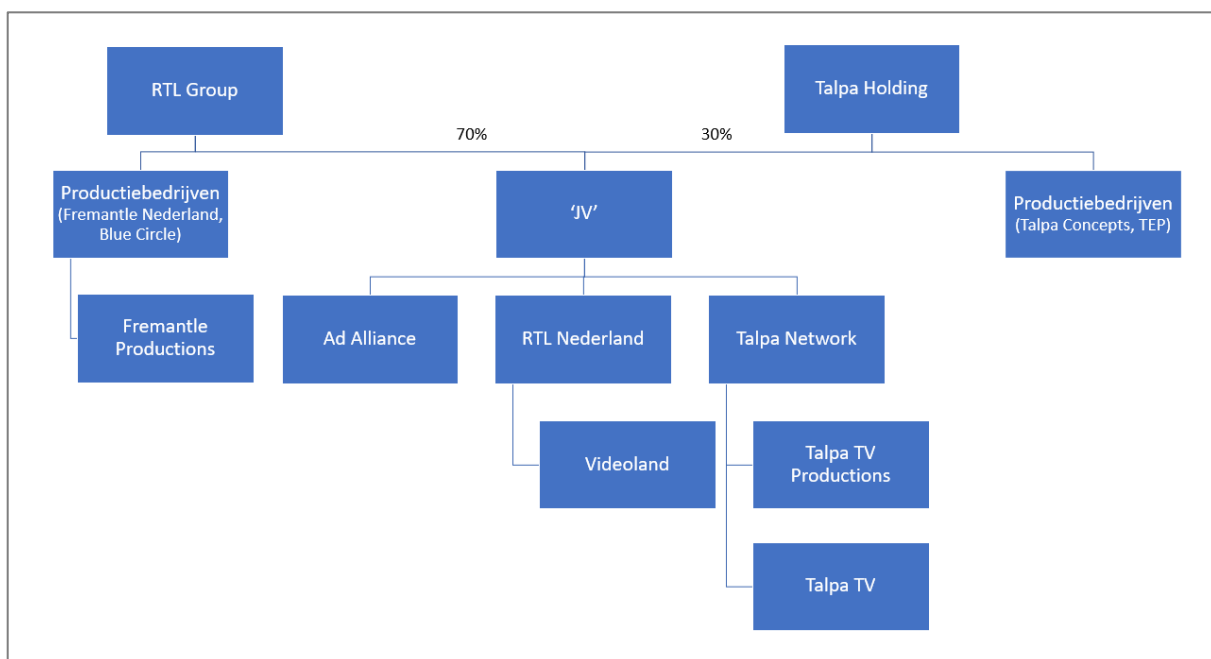 RTL Group
Talpa Holding
70%
30%
Productiebedrijven
(Fremantle Nederland,
Blue Circle)
‘JV’
Productiebedrijven
(Talpa Concepts, TEP)
Fremantle
Productions
Ad Alliance
RTL Nederland
Talpa Network
Videoland
Talpa TV
Productions
Talpa TV